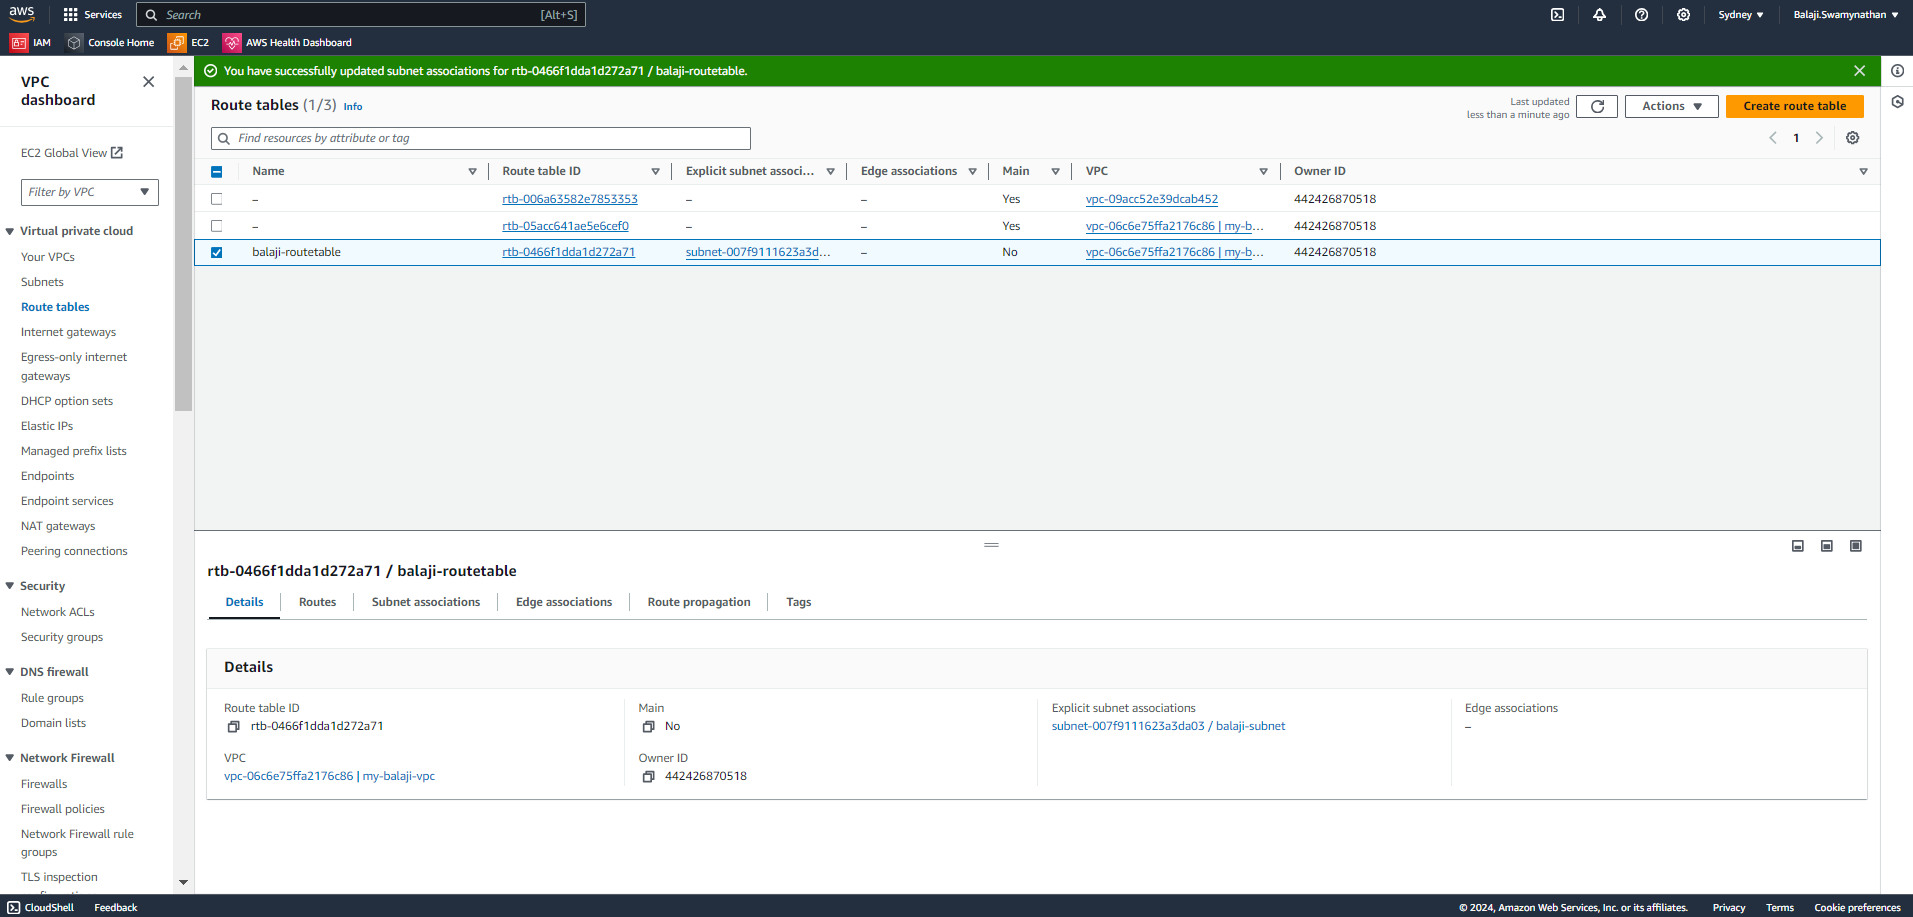 aws
Services
Search
[Alt+S]
Sydney
Balaji.Swamynathan
IAM
Console Home
EC2
AWS Health Dashboard
VPC
dashboard
EC2 Global View
Filter by VPC
Virtual private cloud
Your VPCs
Subnets
Route tables
Internet gateways
Egress-only internet
gateways
DHCP option sets
Elastic IPs
Managed prefix lists
Endpoints
Endpoint services
NAT gateways
Peering connections
Security
Network ACLs
Security groups
DNS firewall
Rule groups
Domain lists
Network Firewall
Firewalls
Firewall policies
Network Firewall rule
groups
TLS inspection
You have successfully updated subnet associations for rtb-0466f1dda1d272a71 / balaji-routetable.
Route tables (1/3) Info
Last updated
less than a minute ago
Actions
Create route table
Find resources by attribute or tag
1
Name Route table ID Explicit subnet associ... Edge associations Main VPC Owner ID
– rtb-006a63582e7853353 – – Yes vpc-09acc52e39dcab452 442426870518
– rtb-05acc641ae5e6cef0 – – Yes vpc-06c6e75ffa2176c86 | my-b... 442426870518
balaji-routetable rtb-0466f1dda1d272a71 subnet-007f9111623a3d... – No vpc-06c6e75ffa2176c86 | my-b... 442426870518
rtb-0466f1dda1d272a71 / balaji-routetable
Details Routes Subnet associations Edge associations Route propagation Tags
Details
Route table ID
rtb-0466f1dda1d272a71
Main
No
Explicit subnet associations
subnet-007f9111623a3da03 / balaji-subnet
Edge associations
–
VPC
vpc-06c6e75ffa2176c86 | my-balaji-vpc
Owner ID
442426870518
CloudShell
Feedback
© 2024, Amazon Web Services, Inc. or its affiliates.
Privacy
Terms
Cookie preferences